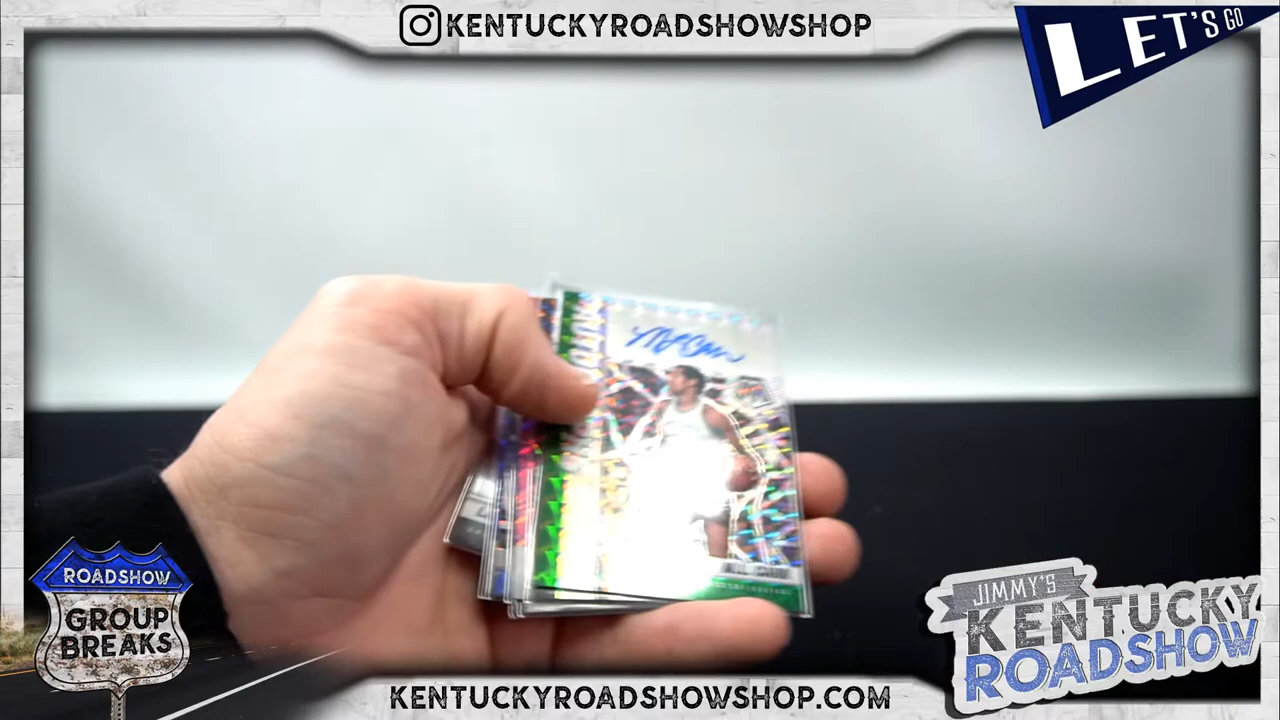 KENTUCKYROADSHOWSHOP
LET'S GO
ROADSHOW
GROUP
BREAKS
JIMMY'S
KENTUCKY
ROADSHOW
KENTUCKYROADSHOWSHOP.COM